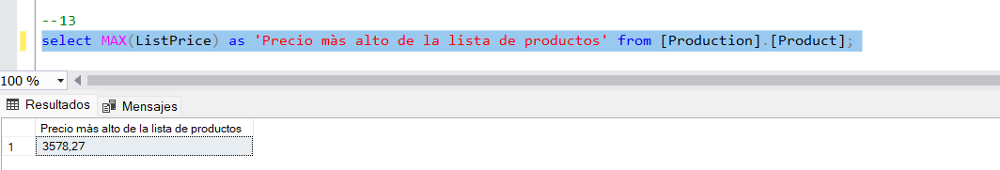 --13
select MAX(ListPrice) as 'Precio màs alto de la lista de productos' from [Production].[Product];
100 %
Resultados Mensajes
Precio màs alto de la lista de productos
1 3578,27